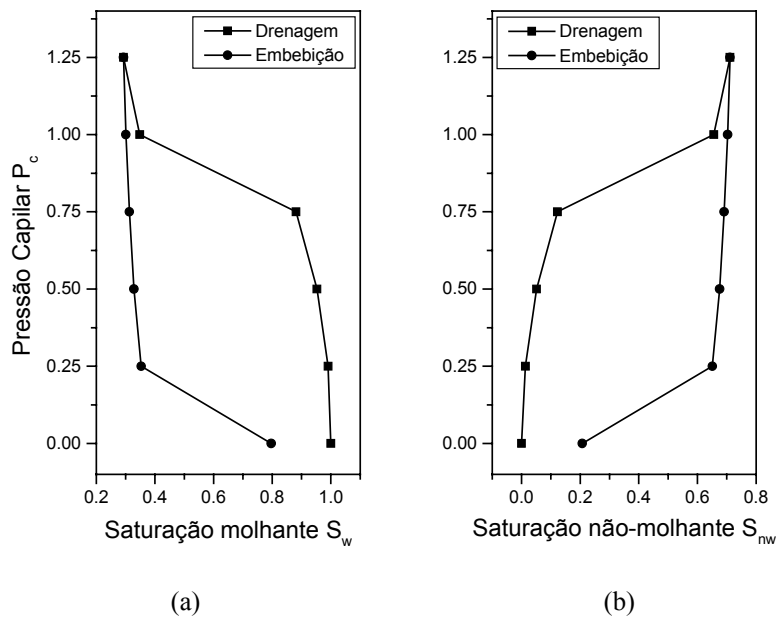 Drenagem
Embebição
1.25
1.00
0.75
0.50
0.25
0.00
Pressão Capilar P_c
0.2 0.4 0.6 0.8 1.0
Saturação molhante S_w
(a)
Drenagem
Embebição
1.25
1.00
0.75
0.50
0.25
0.00
0.0 0.2 0.4 0.6 0.8
Saturação não-molhante S_nw
(b)